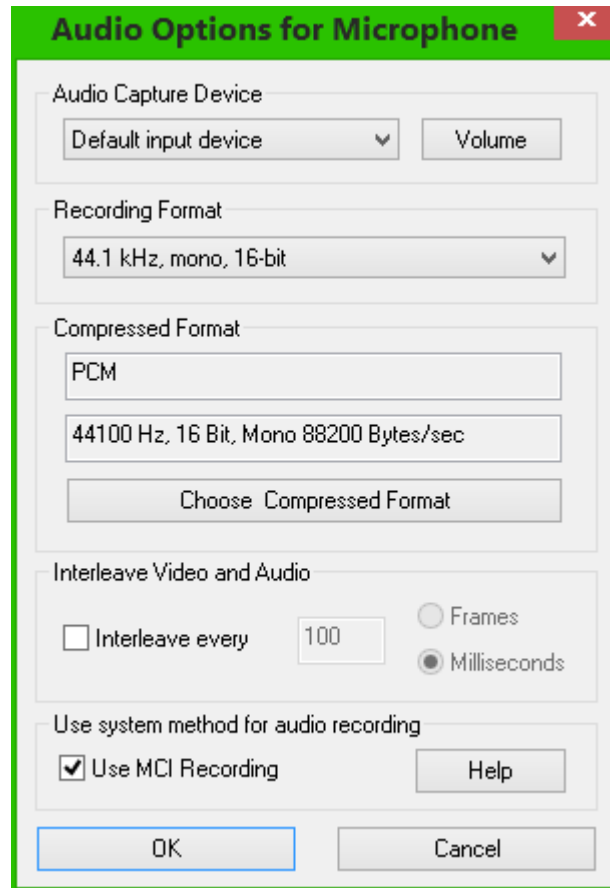 Audio Options for Microphone
x
Audio Capture Device
Default input device
Volume
Recording Format
44.1 kHz, mono, 16-bit
Compressed Format
PCM
44100 Hz, 16 Bit, Mono 88200 Bytes/sec
Choose Compressed Format
Interleave Video and Audio
Interleave every
100
Frames
Milliseconds
Use system method for audio recording
Use MCI Recording
Help
OK
Cancel